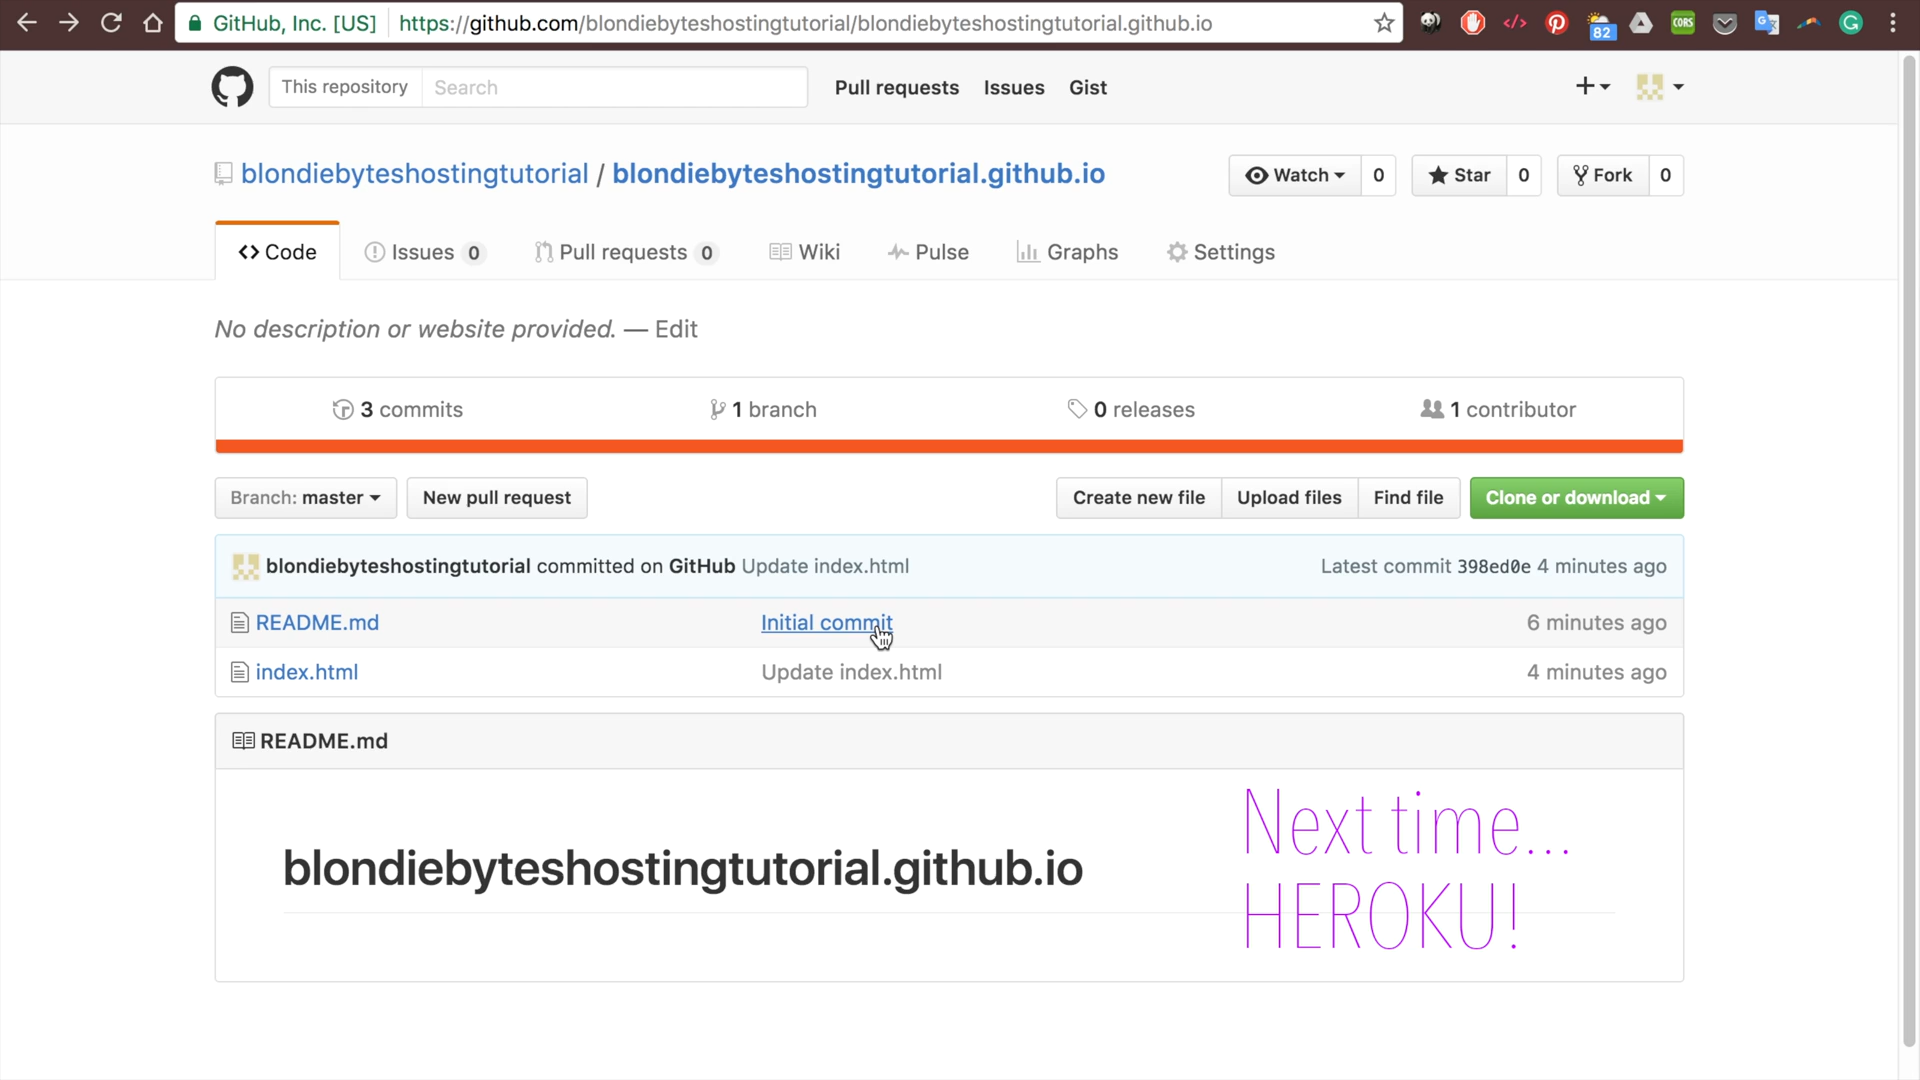 GitHub, Inc. [US] https://github.com/blondiebyteshostingtutorial/blondiebyteshostingtutorial.github.io
82
CORS
This repository Search Pull requests Issues Gist
blondiebyteshostingtutorial / blondiebyteshostingtutorial.github.io Watch 0 Star 0 Fork 0
Code Issues 0 Pull requests 0 Wiki Pulse Graphs Settings
No description or website provided. — Edit
3 commits 1 branch 0 releases 1 contributor
Branch: master New pull request Create new file Upload files Find file Clone or download
blondiebyteshostingtutorial committed on GitHub Update index.html Latest commit 398ed0e 4 minutes ago
README.md Initial commit 6 minutes ago
index.html Update index.html 4 minutes ago
README.md
blondiebyteshostingtutorial.github.io
Next time...
HEROKU!